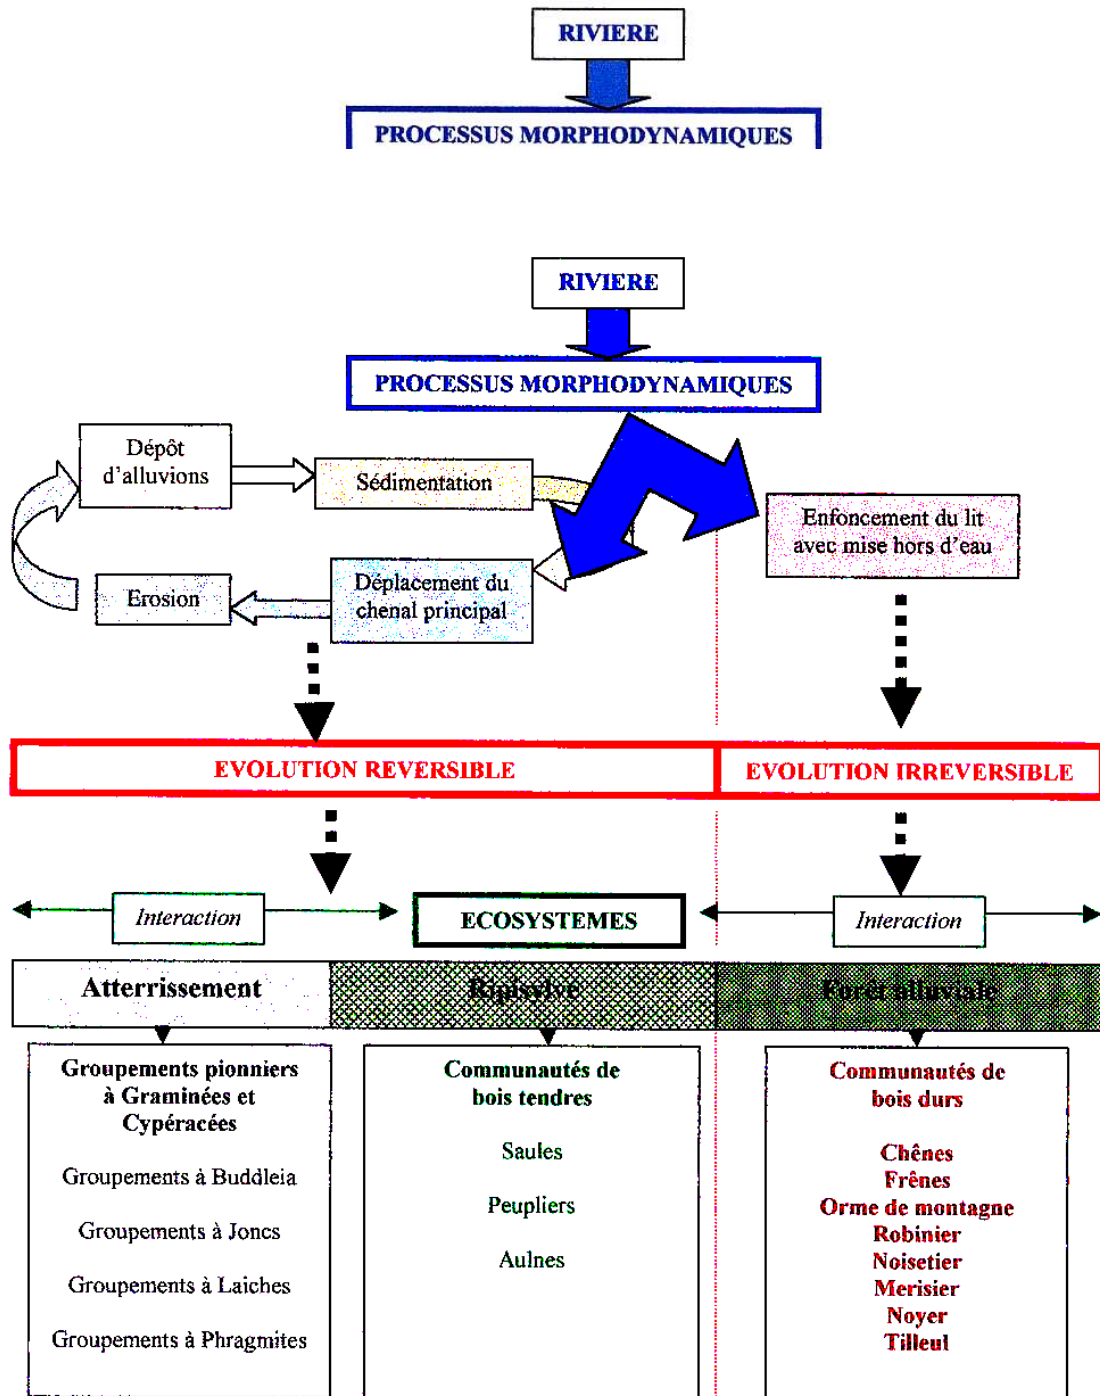 RIVIERE
PROCESSUS MORPHODYNAMIQUES
RIVIERE
PROCESSUS MORPHODYNAMIQUES
Dépôt
d'alluvions
Sédimentation
Enfoncement du lit
avec mise hors d'eau
Erosion
Déplacement du
chenal principal
EVOLUTION REVERSIBLE
EVOLUTION IRREVERSIBLE
Interaction
ECOSYSTEMES
Interaction
Atterrissement
Ripisylve
Forêt alluviale
Groupements pionniers
à Graminées et
Cypéracées
Groupements à Buddleia
Groupements à Joncs
Groupements à Laiches
Groupements à Phragmites
Communautés de
bois tendres
Saules
Peupliers
Aulnes
Communautés de
bois durs
Chênes
Frênes
Orme de montagne
Robinier
Noisetier
Merisier
Noyer
Tilleul